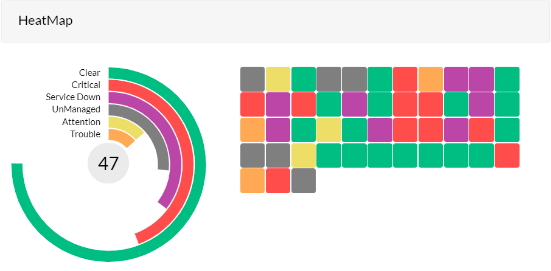 HeatMap
Clear
Critical
Service Down
UnManaged
Attention
Trouble
47